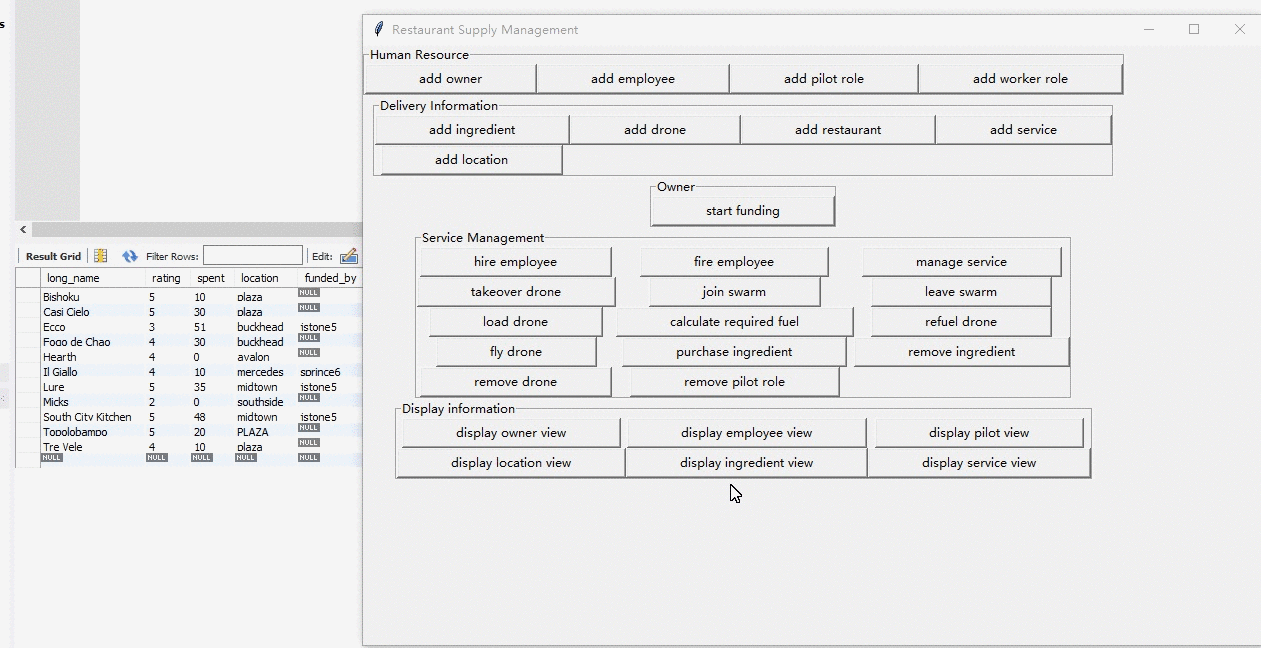 s
Restaurant Supply Management
Human Resource
add owner add employee add pilot role add worker role
Delivery Information
add ingredient add drone add restaurant add service
add location
Owner
start funding
Service Management
hire employee fire employee manage service
takeover drone join swarm leave swarm
load drone calculate required fuel refuel drone
fly drone purchase ingredient remove ingredient
remove drone remove pilot role
Display information
display owner view display employee view display pilot view
display location view display ingredient view display service view
Result Grid Filter Rows: Edit:
long_name rating spent location funded_by
Bishoku 5 10 plaza NULL
Casi Cielo 5 30 plaza NULL
Ecco 3 51 buckhead jstone5
Fogo de Chao 4 30 buckhead NULL
Hearth 4 0 avalon NULL
Il Giallo 4 10 mercedes sprince6
Lure 5 35 midtown jstone5
Micks 2 0 southside NULL
South City Kitchen 5 48 midtown jstone5
Topolobampo 5 20 PLAZA NULL
Tre Vele 4 10 plaza NULL
NULL NULL NULL NULL NULL